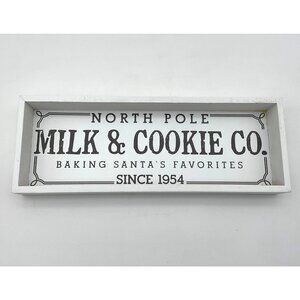 NORTH POLE
MILK & COOKIE CO.
BAKING SANTA'S FAVORITES
SINCE 1954